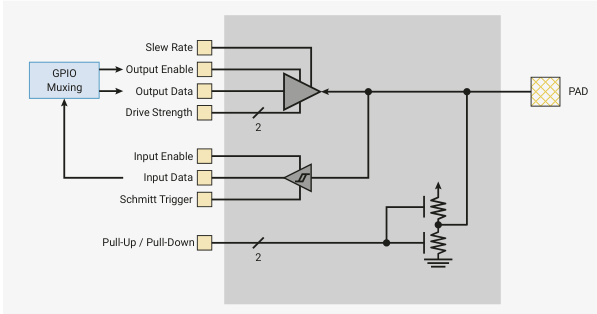 Slew Rate
GPIO
Muxing
Output Enable
Output Data
PAD
Drive Strength
2
Input Enable
Input Data
Schmitt Trigger
Pull-Up / Pull-Down
2